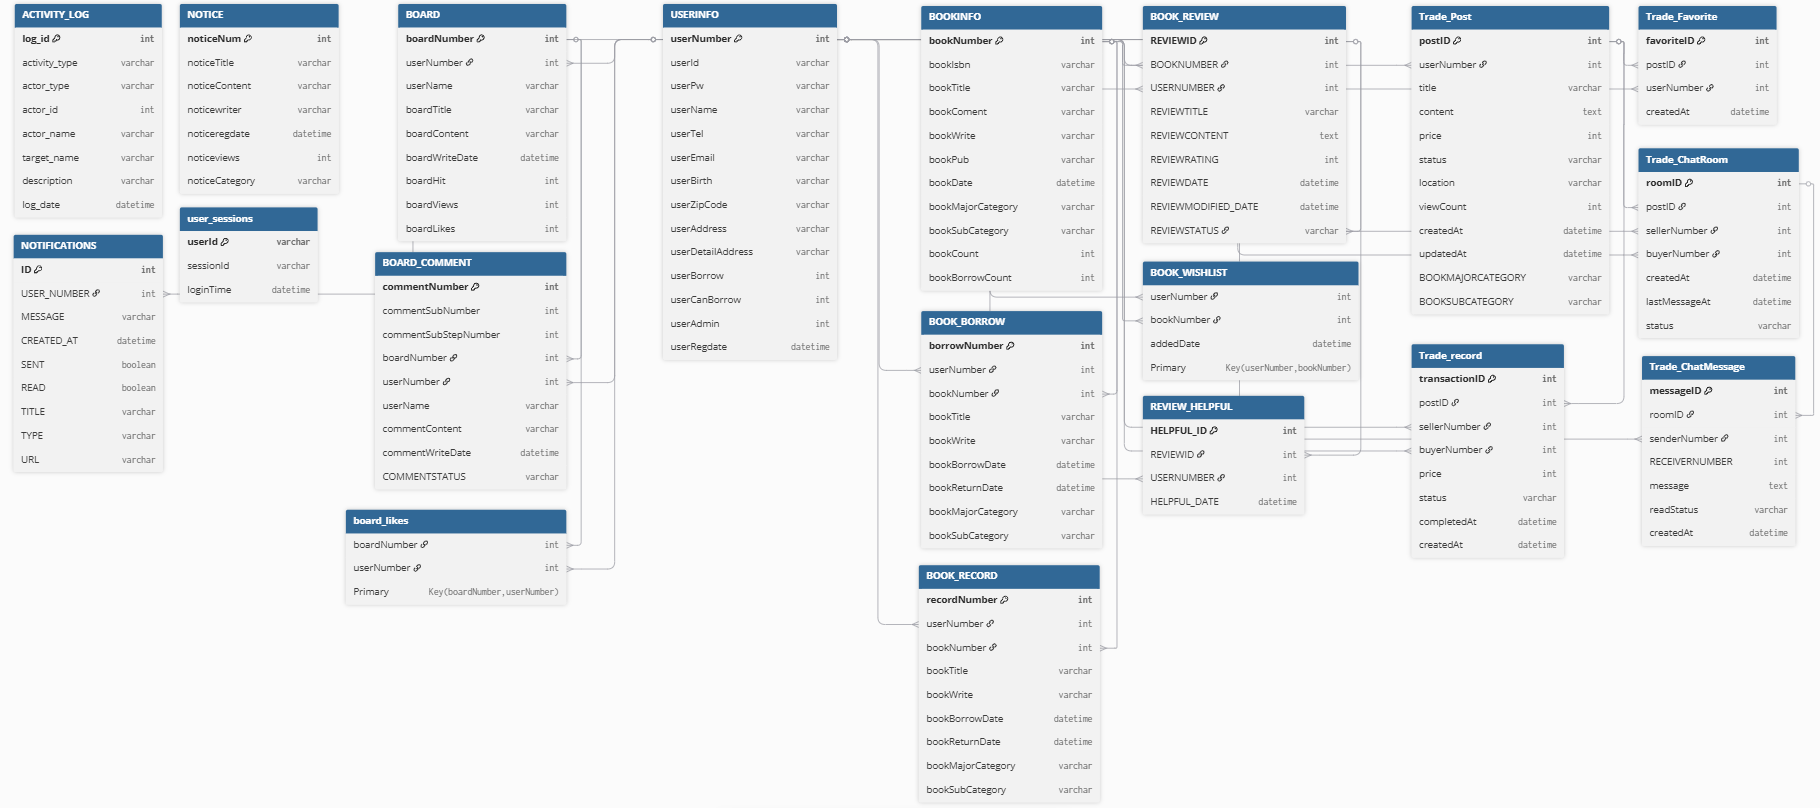 ACTIVITY_LOG
log_id int
activity_type varchar
actor_type varchar
actor_id int
actor_name varchar
target_name varchar
description varchar
log_date datetime
NOTICE
noticeNum int
noticeTitle varchar
noticeContent varchar
noticewriter varchar
noticeregdate datetime
noticeviews int
noticeCategory varchar
user_sessions
userId varchar
sessionId varchar
loginTime datetime
NOTIFICATIONS
ID int
USER_NUMBER int
MESSAGE varchar
CREATED_AT datetime
SENT boolean
READ boolean
TITLE varchar
TYPE varchar
URL varchar
BOARD
boardNumber int
userNumber int
userName varchar
boardTitle varchar
boardContent varchar
boardWriteDate datetime
boardHit int
boardViews int
boardLikes int
BOARD_COMMENT
commentNumber int
commentSubNumber int
commentSubStepNumber int
boardNumber int
userNumber int
userName varchar
commentContent varchar
commentWriteDate datetime
COMMENTSTATUS varchar
board_likes
boardNumber int
userNumber int
Primary Key(boardNumber,userNumber)
USERINFO
userNumber int
userId varchar
userPw varchar
userName varchar
userTel varchar
userEmail varchar
userBirth varchar
userZipCode varchar
userAddress varchar
userDetailAddress varchar
userBorrow int
userCanBorrow int
userAdmin int
userRegdate datetime
BOOKINFO
bookNumber int
bookIsbn varchar
bookTitle varchar
bookComent varchar
bookWrite varchar
bookPub varchar
bookDate datetime
bookMajorCategory varchar
bookSubCategory varchar
bookCount int
bookBorrowCount int
BOOK_BORROW
borrowNumber int
userNumber int
bookNumber int
bookTitle varchar
bookWrite varchar
bookBorrowDate datetime
bookReturnDate datetime
bookMajorCategory varchar
bookSubCategory varchar
BOOK_RECORD
recordNumber int
userNumber int
bookNumber int
bookTitle varchar
bookWrite varchar
bookBorrowDate datetime
bookReturnDate datetime
bookMajorCategory varchar
bookSubCategory varchar
BOOK_REVIEW
REVIEWID int
BOOKNUMBER int
USERNUMBER int
REVIEWTITLE varchar
REVIEWCONTENT text
REVIEWRATING int
REVIEWDATE datetime
REVIEWMODIFIED_DATE datetime
REVIEWSTATUS varchar
BOOK_WISHLIST
userNumber int
bookNumber int
addedDate datetime
Primary Key(userNumber,bookNumber)
REVIEW_HELPFUL
HELPFUL_ID int
REVIEWID int
USERNUMBER int
HELPFUL_DATE datetime
Trade_Post
postID int
userNumber int
title varchar
content text
price int
status varchar
location varchar
viewCount int
createdAt datetime
updatedAt datetime
BOOKMAJORCATEGORY varchar
BOOKSUBCATEGORY varchar
Trade_record
transactionID int
postID int
sellerNumber int
buyerNumber int
price int
status varchar
completedAt datetime
createdAt datetime
Trade_Favorite
favoriteID int
postID int
userNumber int
createdAt datetime
Trade_ChatRoom
roomID int
postID int
sellerNumber int
buyerNumber int
createdAt datetime
lastMessageAt datetime
status varchar
Trade_ChatMessage
messageID int
roomID int
senderNumber int
RECEIVERNUMBER int
message text
readStatus varchar
createdAt datetime